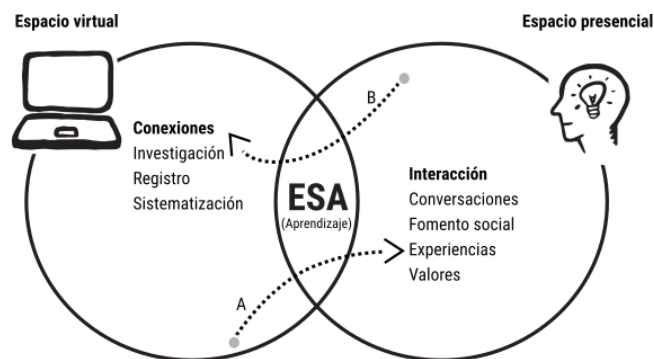 Espacio virtual
Espacio presencial
B
Conexiones
Investigación
Registro
Sistematización
ESA
(Aprendizaje)
Interacción
Conversaciones
Fomento social
Experiencias
Valores
A